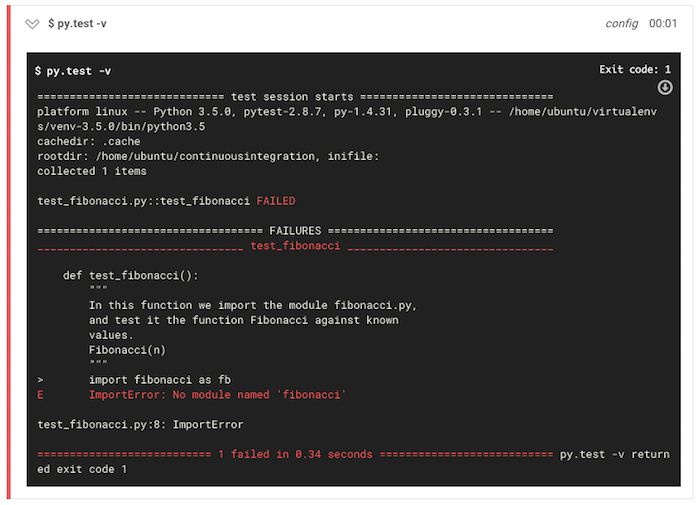 $ py.test -v config 00:01
$ py.test -v Exit code: 1
============================= test session starts ==============================
platform linux -- Python 3.5.0, pytest-2.8.7, py-1.4.31, pluggy-0.3.1 -- /home/ubuntu/virtualenv
s/venv-3.5.0/bin/python3.5
cachedir: .cache
rootdir: /home/ubuntu/continuousintegration, inifile:
collected 1 items
test_fibonacci.py::test_fibonacci FAILED
=================================== FAILURES ===================================
________________________________ test_fibonacci ________________________________
def test_fibonacci():
"""
In this function we import the module fibonacci.py,
and test it the function Fibonacci against known
values.
Fibonacci(n)
"""
> import fibonacci as fb
E ImportError: No module named 'fibonacci'
test_fibonacci.py:8: ImportError
=========================== 1 failed in 0.34 seconds =========================== py.test -v return
ed exit code 1